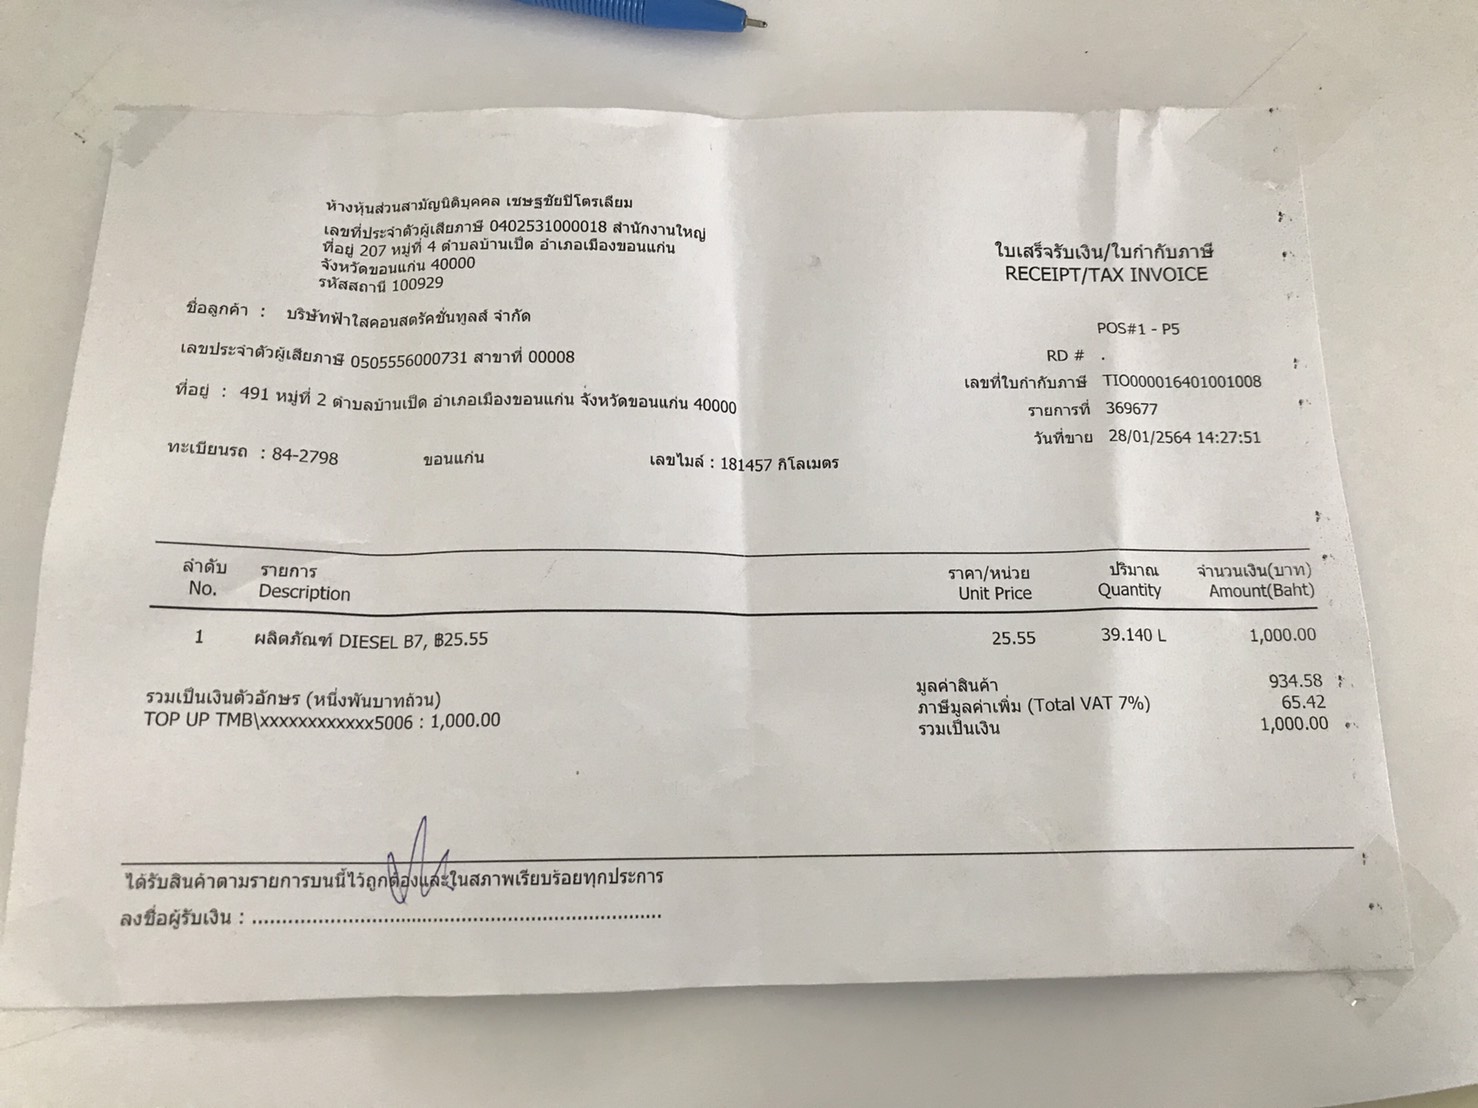 ห้างหุ้นส่วนสามัญนิติบุคคล เชษฐชัยปิโตรเลียม
เลขที่ประจำตัวผู้เสียภาษี 0402531000018 สำนักงานใหญ่
ที่อยู่ 207 หมู่ที่ 4 ตำบลบ้านเป็ด อำเภอเมืองขอนแก่น
จังหวัดขอนแก่น 40000
รหัสสถานี 100929
ใบเสร็จรับเงิน/ใบกำกับภาษี
RECEIPT/TAX INVOICE
ชื่อลูกค้า : บริษัทฟ้าใสคอนสตรัคชั่นทูลส์ จำกัด
เลขประจำตัวผู้เสียภาษี 0505556000731 สาขาที่ 00008
ที่อยู่ : 491 หมู่ที่ 2 ตำบลบ้านเป็ด อำเภอเมืองขอนแก่น จังหวัดขอนแก่น 40000
ทะเบียนรถ : 84-2798 ขอนแก่น เลขไมล์ : 181457 กิโลเมตร
POS#1 - P5
RD # .
เลขที่ใบกำกับภาษี TIO000016401001008
รายการที่ 369677
วันที่ขาย 28/01/2564 14:27:51
ลำดับ รายการ ราคา/หน่วย ปริมาณ จำนวนเงิน(บาท)
No. Description Unit Price Quantity Amount(Baht)
1 ผลิตภัณฑ์ DIESEL B7, ฿25.55 25.55 39.140 L 1,000.00
รวมเป็นเงินตัวอักษร (หนึ่งพันบาทถ้วน)
TOP UP TMB\xxxxxxxxxxxx5006 : 1,000.00
มูลค่าสินค้า 934.58
ภาษีมูลค่าเพิ่ม (Total VAT 7%) 65.42
รวมเป็นเงิน 1,000.00
ได้รับสินค้าตามรายการบนนี้ไว้ถูกต้องและในสภาพเรียบร้อยทุกประการ
ลงชื่อผู้รับเงิน : ....................................................................